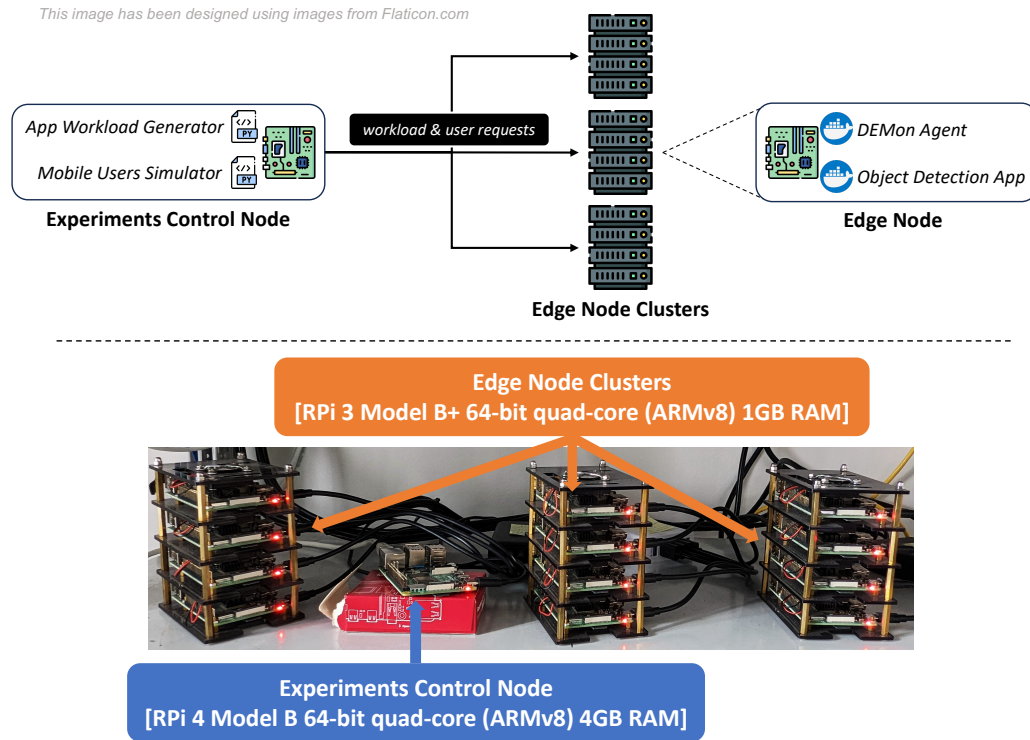 This image has been designed using images from Flaticon.com
App Workload Generator
PY
Mobile Users Simulator
PY
Experiments Control Node
workload & user requests
Edge Node Clusters
DEMon Agent
Object Detection App
Edge Node
Edge Node Clusters
[RPi 3 Model B+ 64-bit quad-core (ARMv8) 1GB RAM]
Experiments Control Node
[RPi 4 Model B 64-bit quad-core (ARMv8) 4GB RAM]